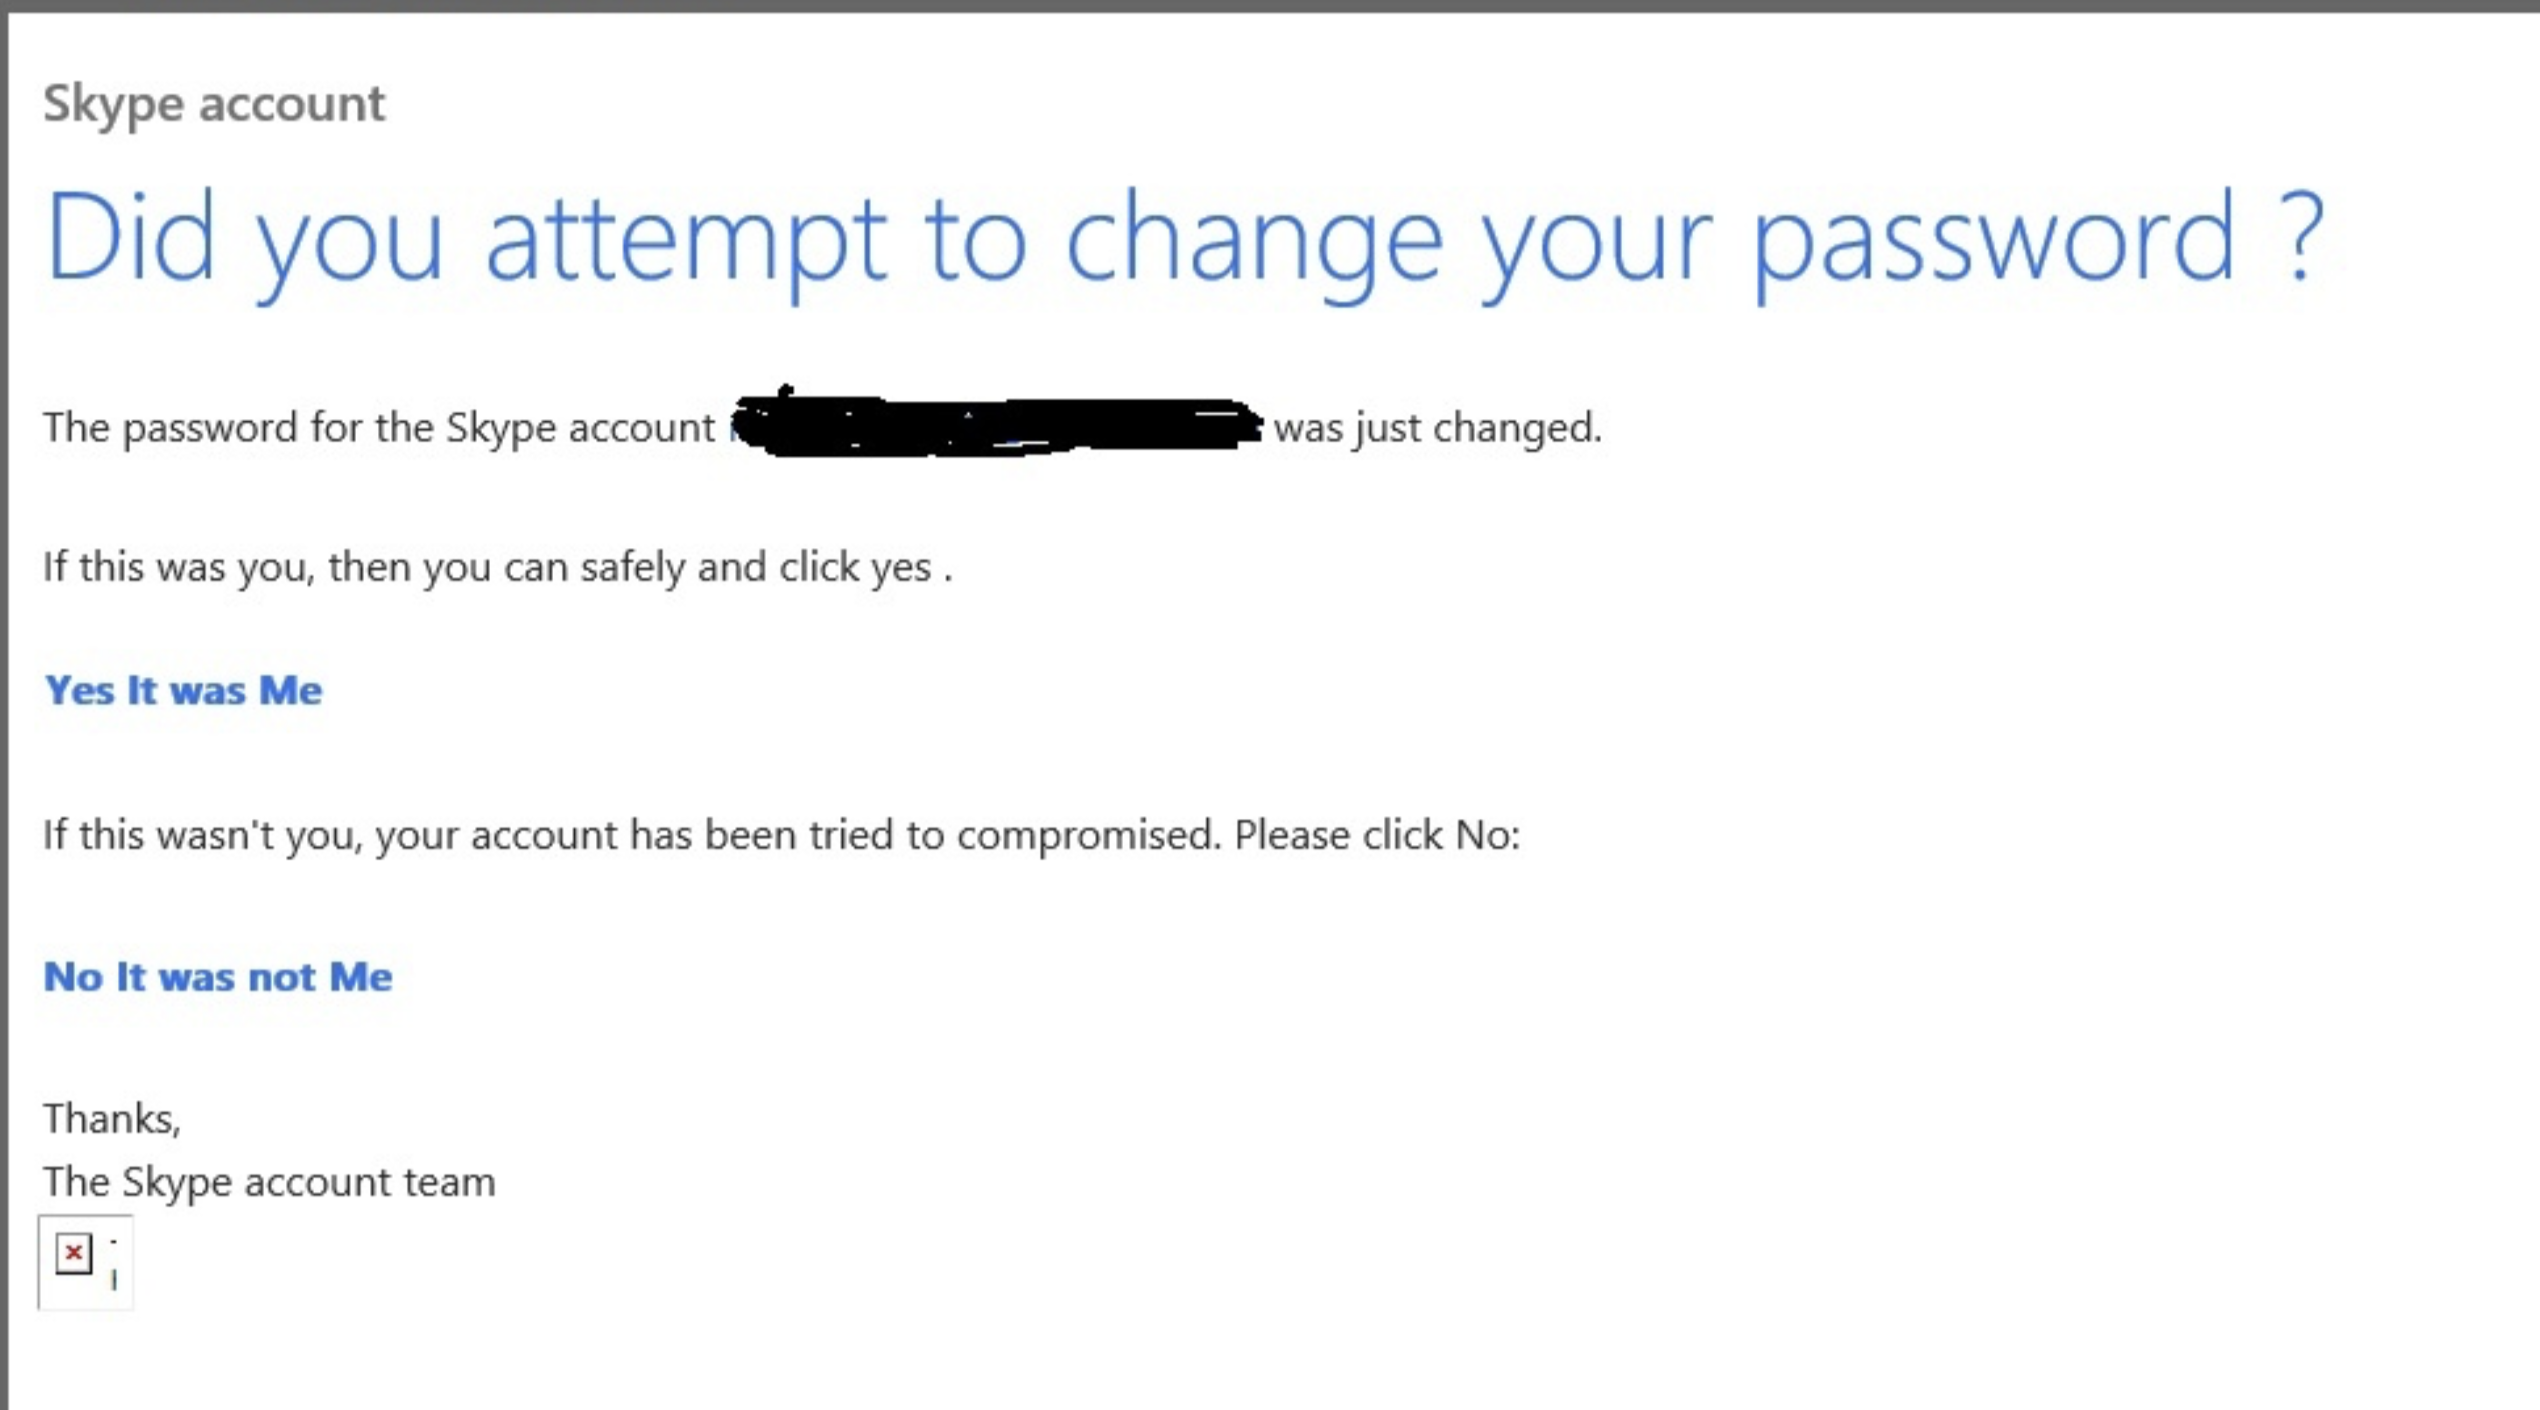 Skype account
Did you attempt to change your password ?
The password for the Skype account was just changed.
If this was you, then you can safely and click yes .
Yes It was Me
If this wasn't you, your account has been tried to compromised. Please click No:
No It was not Me
Thanks,
The Skype account team